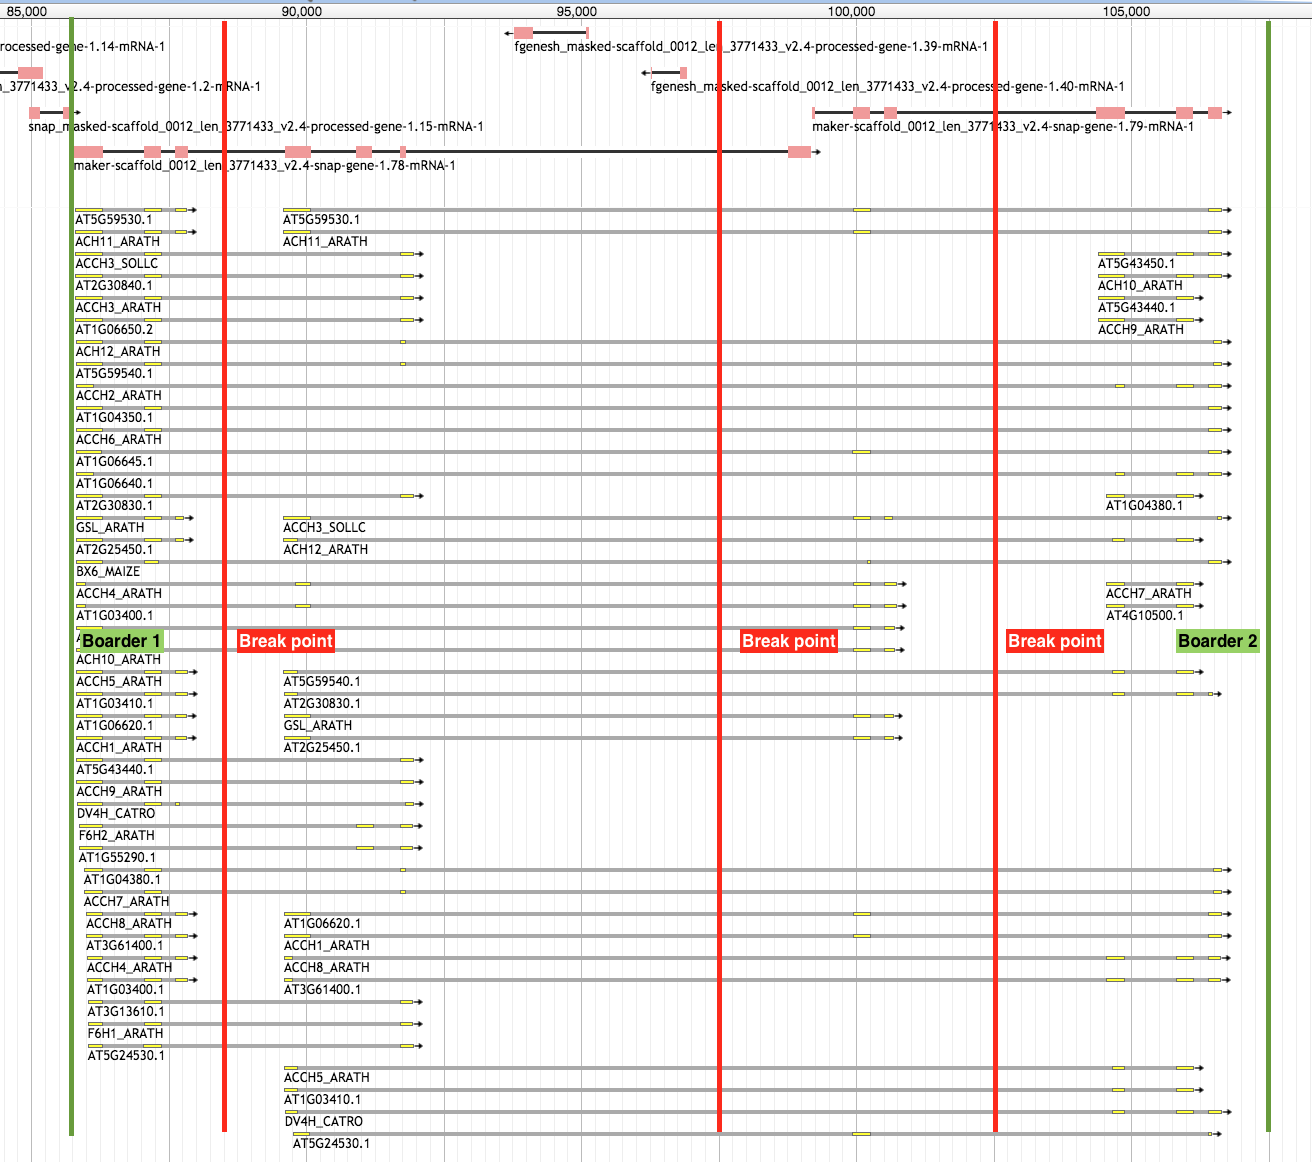 85,000 90,000 95,000 100,000 105,000
rocessed-gene-1.14-mRNA-1 fgenesh_masked-scaffold_0012_len_3771433_v2.4-processed-gene-1.39-mRNA-1
n_3771433_v2.4-processed-gene-1.2-mRNA-1 fgenesh_masked-scaffold_0012_len_3771433_v2.4-processed-gene-1.40-mRNA-1
snap_masked-scaffold_0012_len_3771433_v2.4-processed-gene-1.15-mRNA-1 maker-scaffold_0012_len_3771433_v2.4-snap-gene-1.79-mRNA-1
maker-scaffold_0012_len_3771433_v2.4-snap-gene-1.78-mRNA-1
AT5G59530.1 AT5G59530.1
ACH11_ARATH ACH11_ARATH
ACCH3_SOLLC AT5G43450.1
AT2G30840.1 ACH10_ARATH
ACCH3_ARATH AT5G43440.1
AT1G06650.2 ACCH9_ARATH
ACH12_ARATH
AT5G59540.1
ACCH2_ARATH
AT1G04350.1
ACCH6_ARATH
AT1G06645.1
AT1G06640.1
AT2G30830.1 AT1G04380.1
GSL_ARATH ACCH3_SOLLC
AT2G25450.1 ACH12_ARATH
BX6_MAIZE
ACCH4_ARATH ACCH7_ARATH
AT1G03400.1 AT4G10500.1
Boarder 1 Break point Break point Break point Boarder 2
ACH10_ARATH
ACCH5_ARATH AT5G59540.1
AT1G03410.1 AT2G30830.1
AT1G06620.1 GSL_ARATH
ACCH1_ARATH AT2G25450.1
AT5G43440.1
ACCH9_ARATH
DV4H_CATRO
F6H2_ARATH
AT1G55290.1
AT1G04380.1
ACCH7_ARATH
ACCH8_ARATH AT1G06620.1
AT3G61400.1 ACCH1_ARATH
ACCH4_ARATH ACCH8_ARATH
AT1G03400.1 AT3G61400.1
AT3G13610.1
F6H1_ARATH
AT5G24530.1
ACCH5_ARATH
AT1G03410.1
DV4H_CATRO
AT5G24530.1